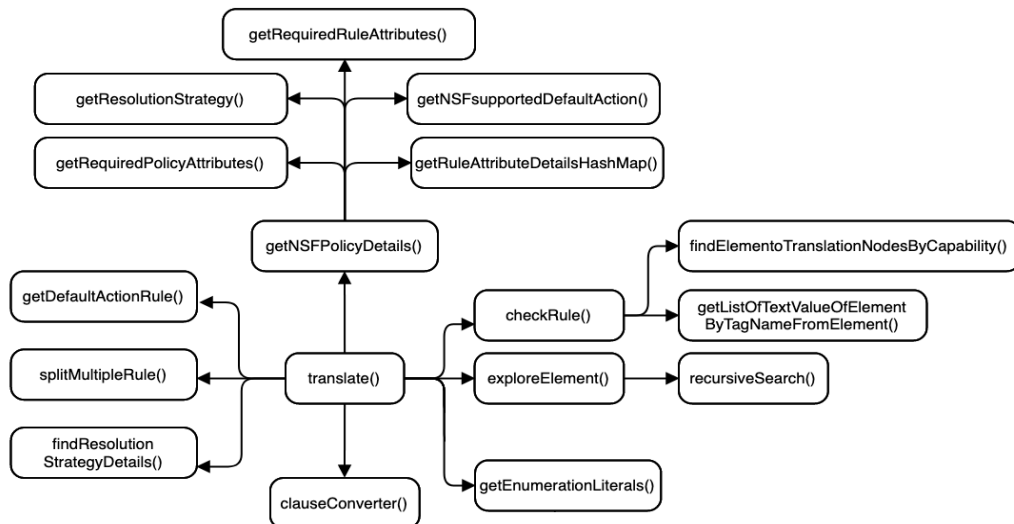 getRequiredRuleAttributes()
getResolutionStrategy()
getNSFsupportedDefaultAction()
getRequiredPolicyAttributes()
getRuleAttributeDetailsHashMap()
getNSFPolicyDetails()
findElementoTranslationNodesByCapability()
getDefaultActionRule()
checkRule()
getListOfTextValueOfElement
ByTagNameFromElement()
splitMultipleRule()
translate()
exploreElement()
recursiveSearch()
findResolution
StrategyDetails()
clauseConverter()
getEnumerationLiterals()